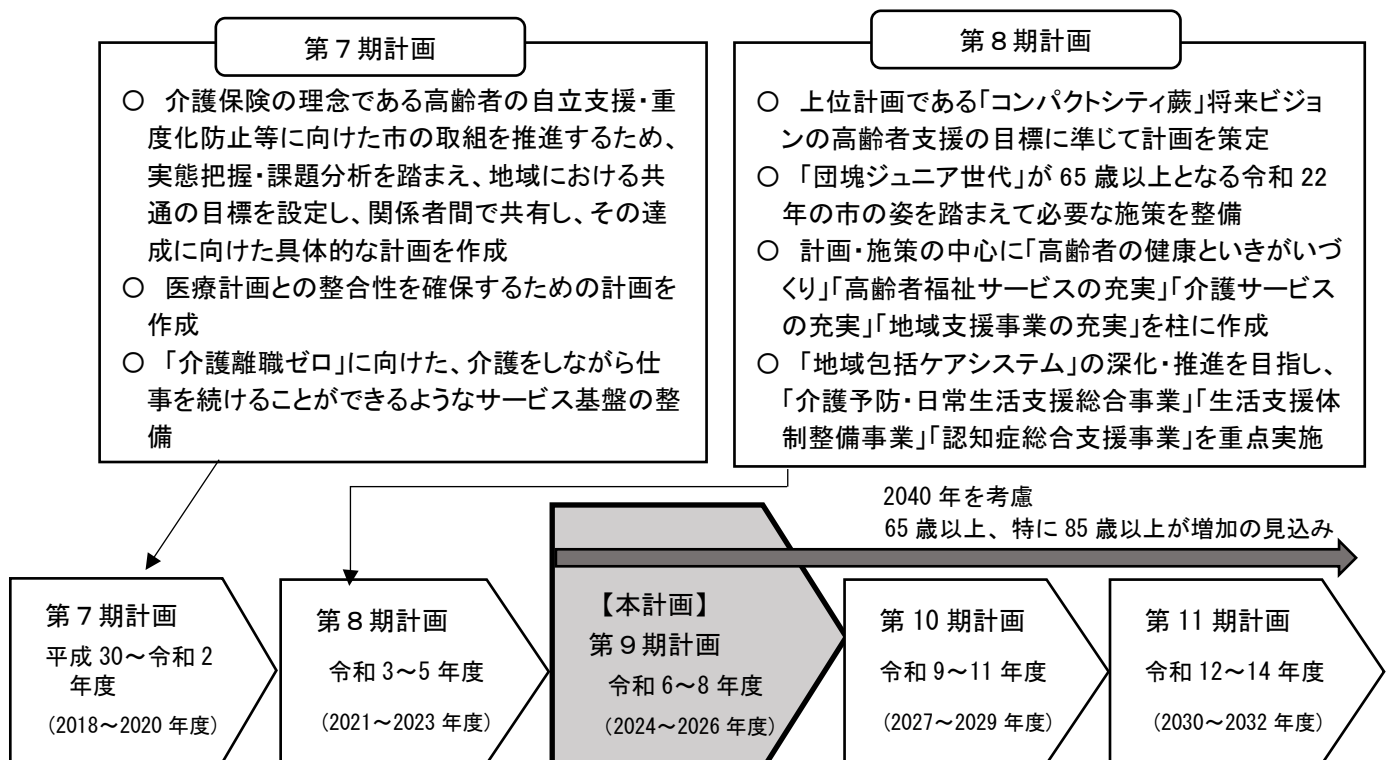 第7期計画
○ 介護保険の理念である高齢者の自立支援・重
度化防止等に向けた市の取組を推進するため、
実態把握・課題分析を踏まえ、地域における共
通の目標を設定し、関係者間で共有し、その達
成に向けた具体的な計画を作成
○ 医療計画との整合性を確保するための計画を
作成
○ 「介護離職ゼロ」に向けた、介護をしながら仕
事を続けることができるようなサービス基盤の整
備
第8期計画
○ 上位計画である「コンパクトシティ蕨」将来ビジョ
ンの高齢者支援の目標に準じて計画を策定
○ 「団塊ジュニア世代」が 65 歳以上となる令和 22
年の市の姿を踏まえて必要な施策を整備
○ 計画・施策の中心に「高齢者の健康といきがいづ
くり」「高齢者福祉サービスの充実」「介護サービス
の充実」「地域支援事業の充実」を柱に作成
○ 「地域包括ケアシステム」の深化・推進を目指し、
「介護予防・日常生活支援総合事業」「生活支援体
制整備事業」「認知症総合支援事業」を重点実施
2040 年を考慮
65 歳以上、特に 85 歳以上が増加の見込み
第7期計画
平成 30～令和 2
年度
（2018～2020 年度）
第8期計画
令和 3～5 年度
（2021～2023 年度）
【本計画】
第9期計画
令和 6～8 年度
（2024～2026 年度）
第 10 期計画
令和 9～11 年度
（2027～2029 年度）
第 11 期計画
令和 12～14 年度
（2030～2032 年度）